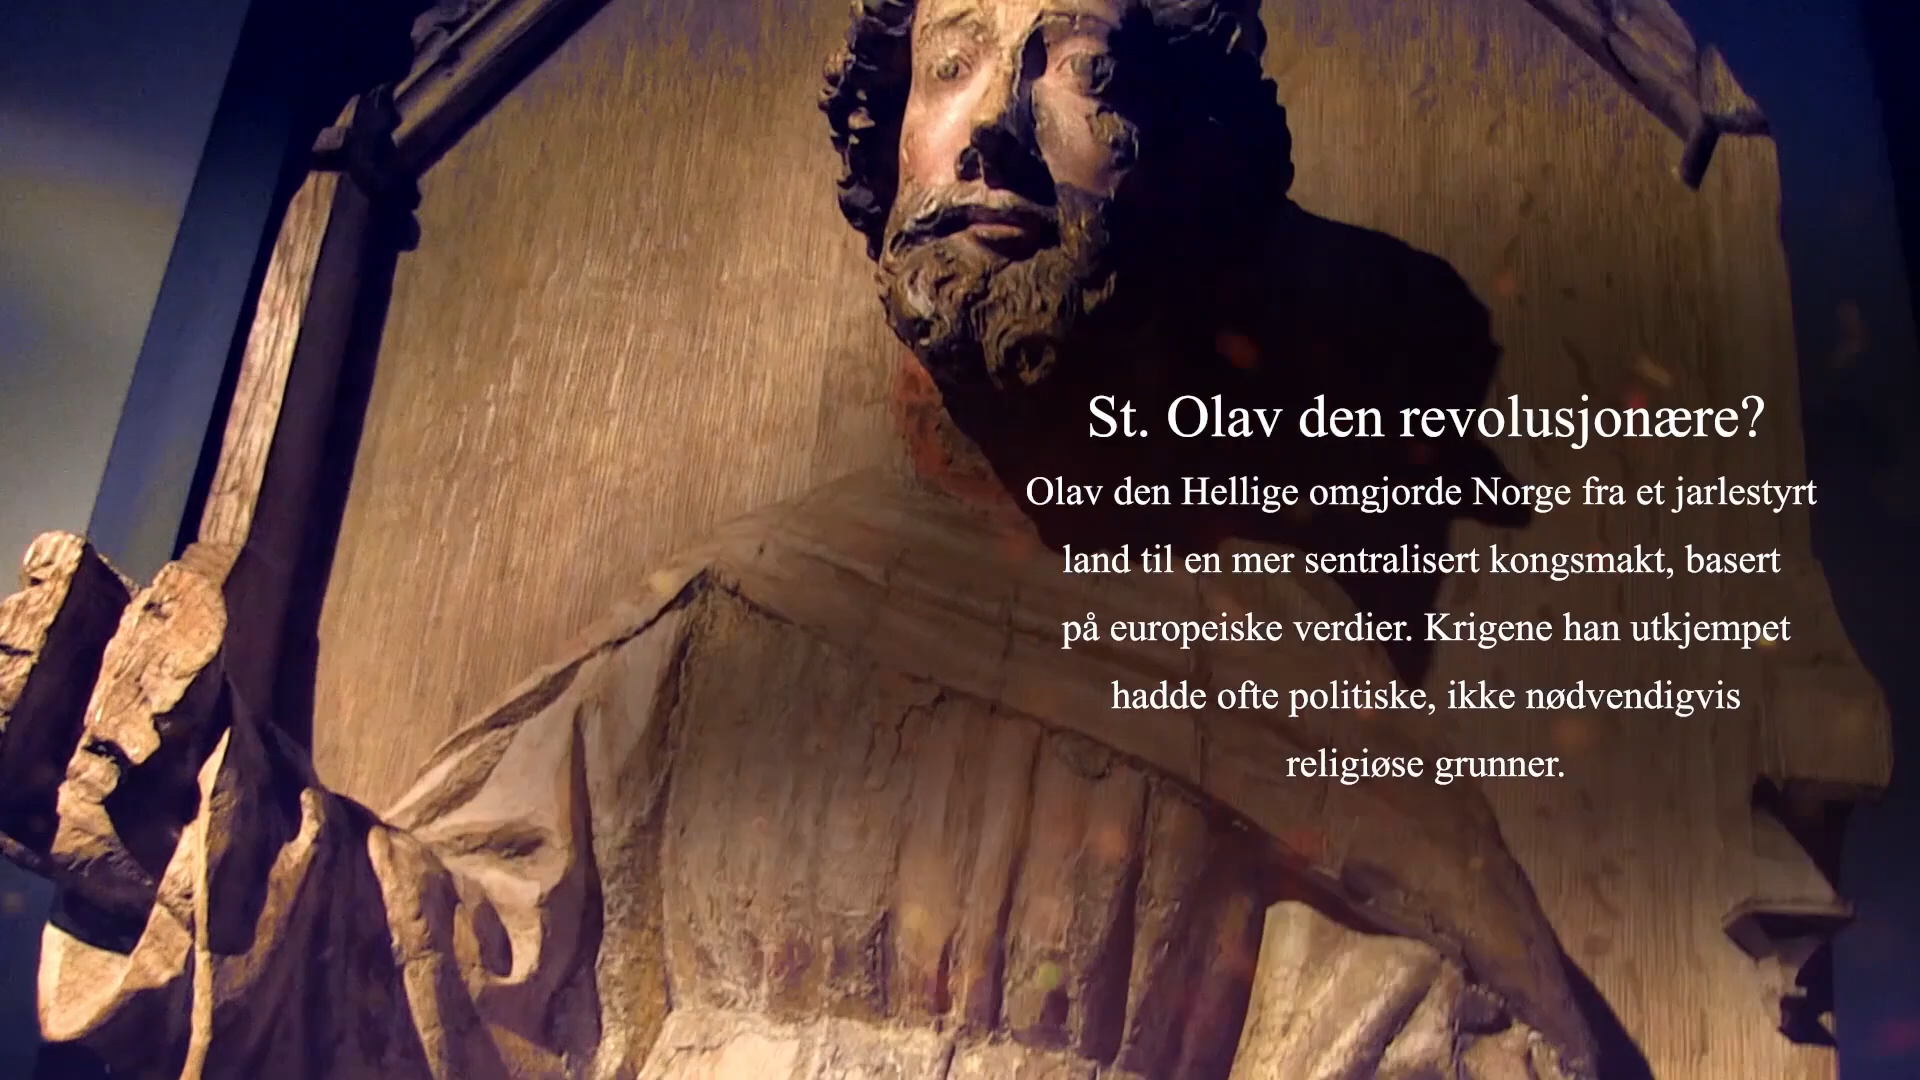 St. Olav den revolusjonære?
Olav den Hellige omgjorde Norge fra et jarlestyrt
land til en mer sentralisert kongsmakt, basert
på europeiske verdier. Krigene han utkjempet
hadde ofte politiske, ikke nødvendigvis
religiøse grunner.